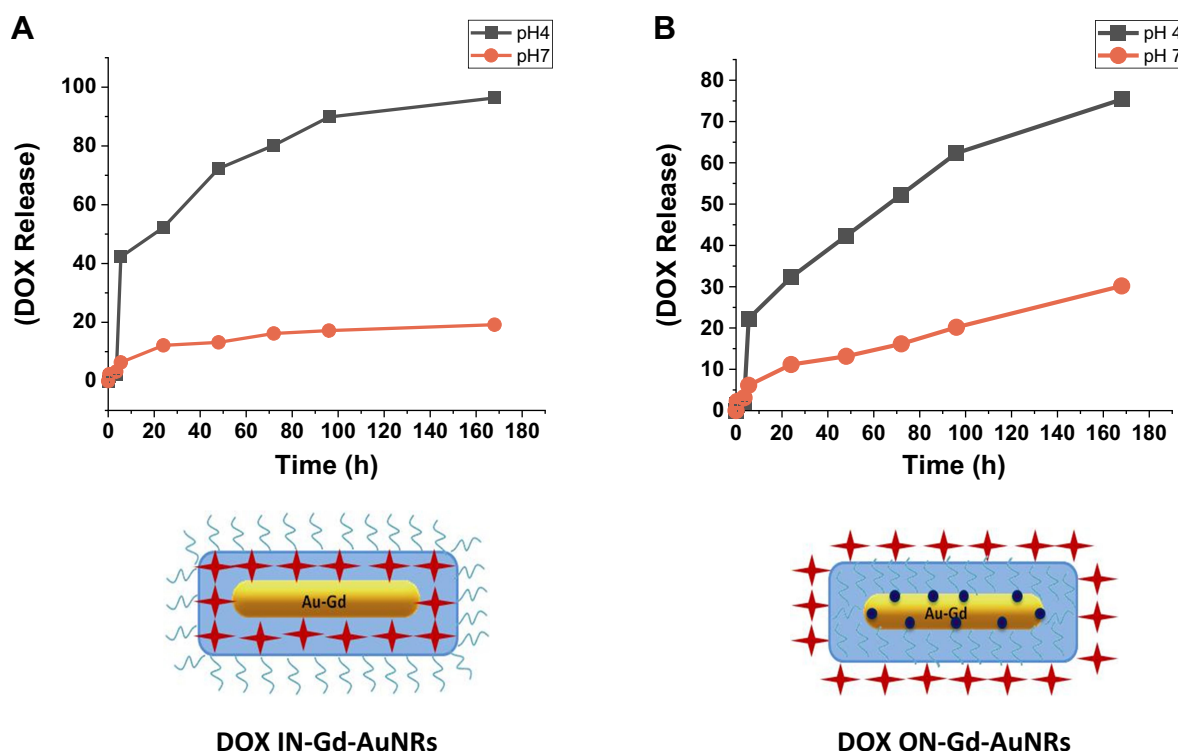 A
pH4
pH7
100
80
60
40
20
0
(DOX Release)
0 20 40 60 80 100 120 140 160 180
Time (h)
Au-Gd
DOX IN-Gd-AuNRs
B
pH 4
pH 7
80
70
60
50
40
30
20
10
0
(DOX Release)
0 20 40 60 80 100 120 140 160 180
Time (h)
Au-Gd
DOX ON-Gd-AuNRs